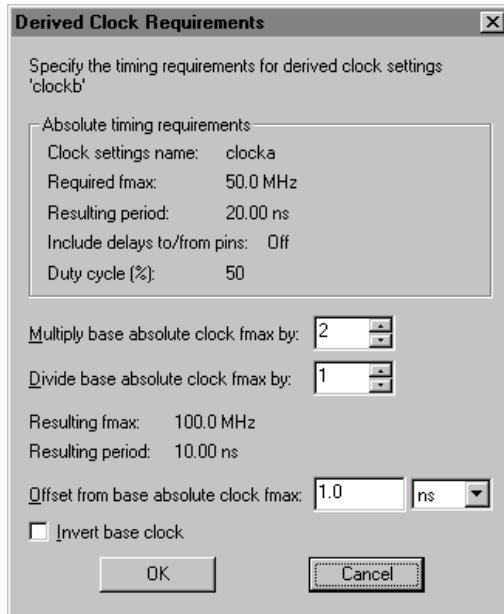 Derived Clock Requirements
Specify the timing requirements for derived clock settings
'clockb'
Absolute timing requirements
Clock settings name: clocka
Required fmax: 50.0 MHz
Resulting period: 20.00 ns
Include delays to/from pins: Off
Duty cycle (%): 50
Multiply base absolute clock fmax by: 2
Divide base absolute clock fmax by: 1
Resulting fmax: 100.0 MHz
Resulting period: 10.00 ns
Offset from base absolute clock fmax: 1.0 ns
Invert base clock
OK Cancel